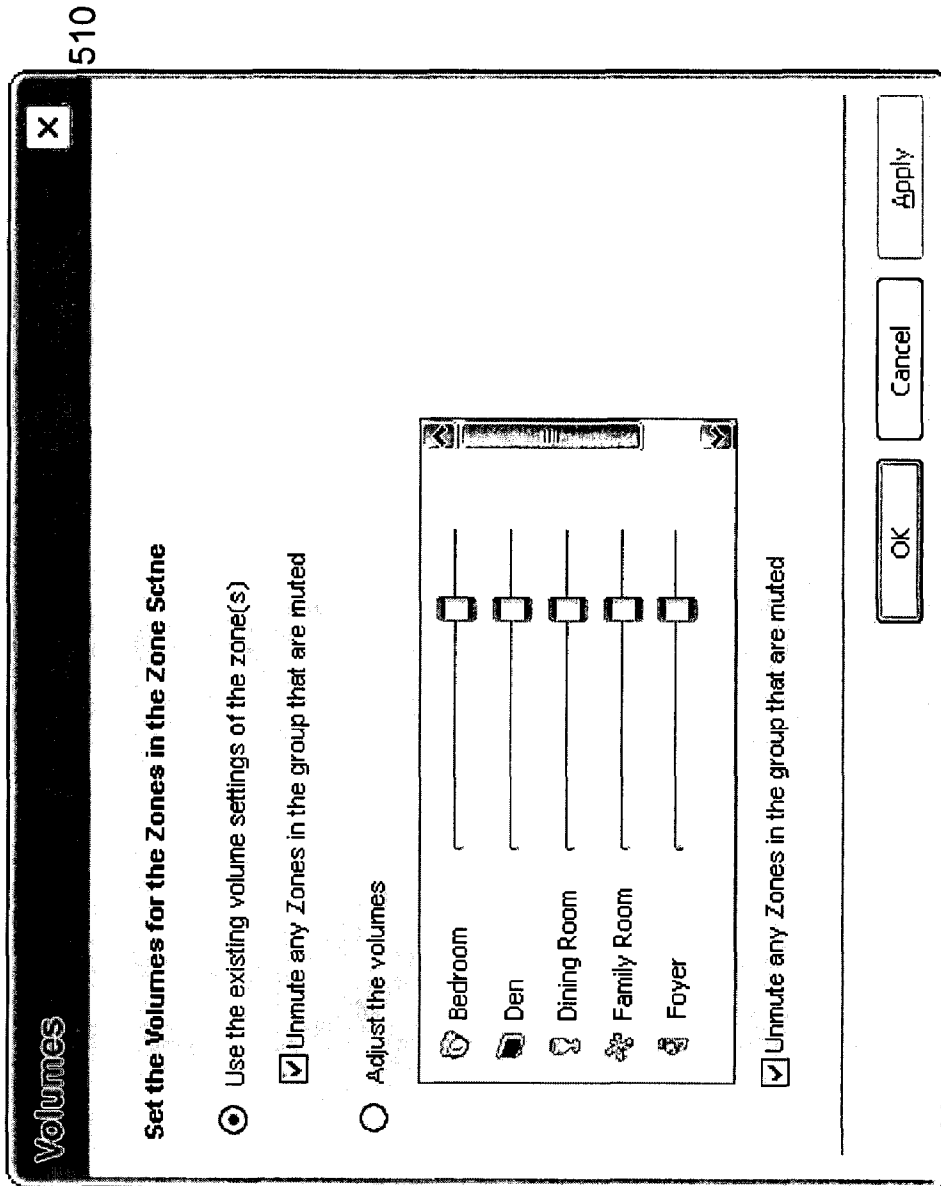 510
Volumes
Set the Volumes for the Zones in the Zone Sctne
Use the existing volume settings of the zone(s)
Unmute any Zones in the group that are muted
Adjust the volumes
Bedroom
Den
Dining Room
Family Room
Foyer
Unmute any Zones in the group that are muted
OK
Cancel
Apply